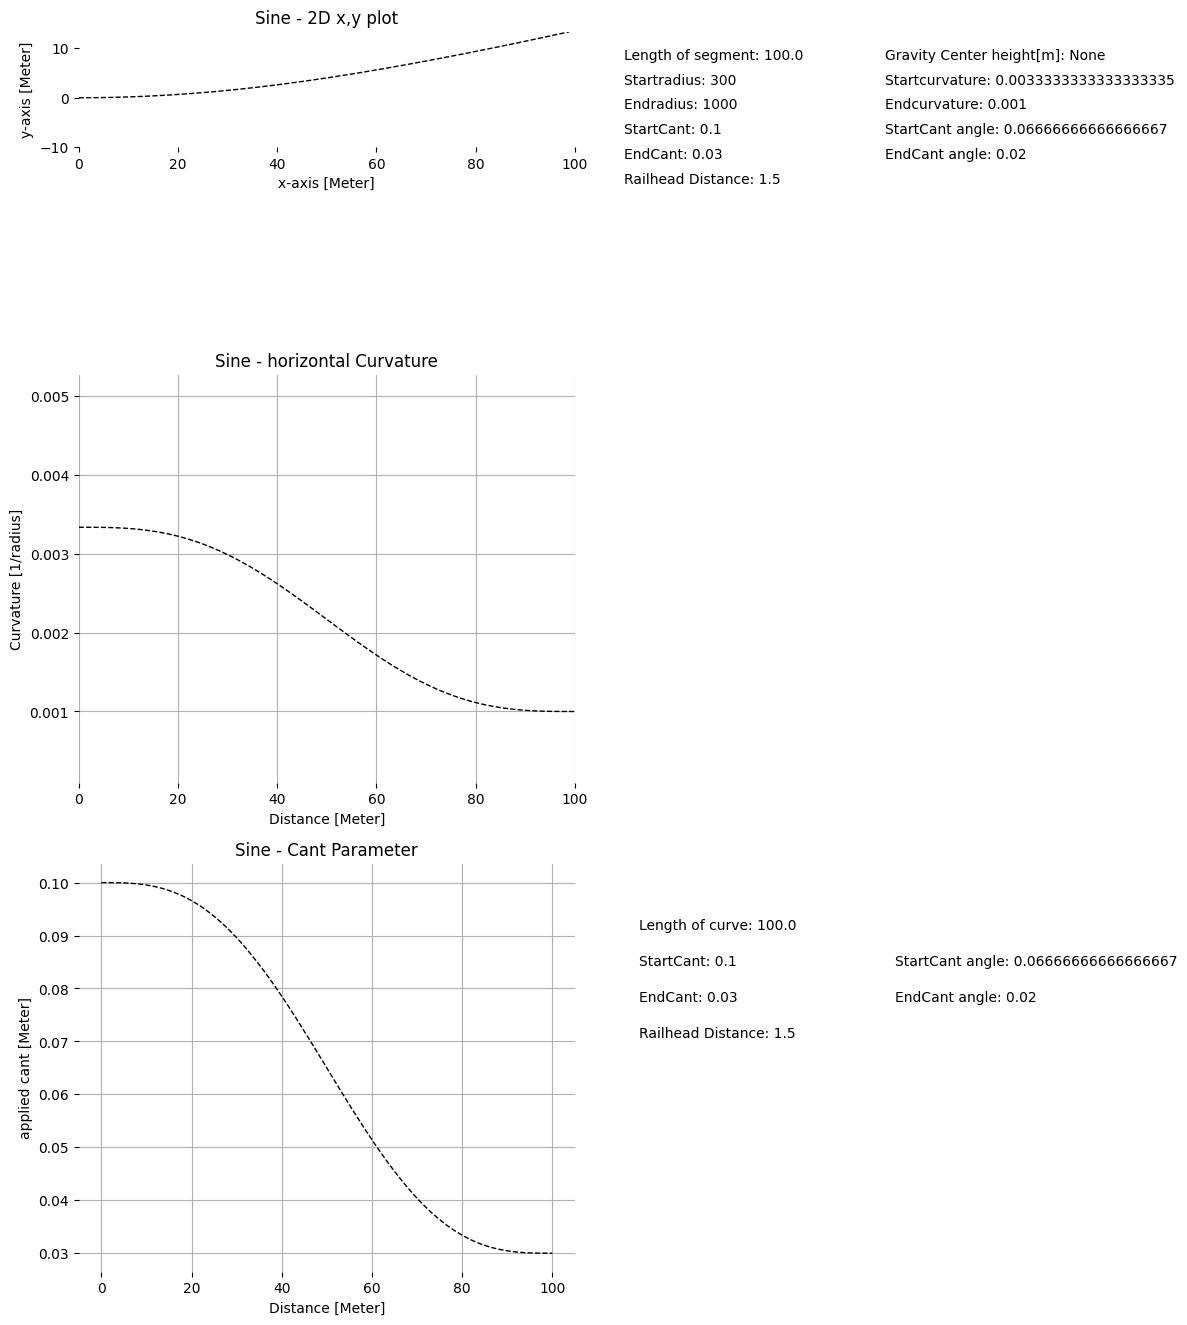 Sine - 2D x,y plot
y-axis [Meter]
10
0
−10
0 20 40 60 80 100
x-axis [Meter]
Length of segment: 100.0 Gravity Center height[m]: None
Startradius: 300 Startcurvature: 0.0033333333333333335
Endradius: 1000 Endcurvature: 0.001
StartCant: 0.1 StartCant angle: 0.06666666666666667
EndCant: 0.03 EndCant angle: 0.02
Railhead Distance: 1.5
Sine - horizontal Curvature
Curvature [1/radius]
0.005
0.004
0.003
0.002
0.001
0 20 40 60 80 100
Distance [Meter]
Sine - Cant Parameter
applied cant [Meter]
0.10
0.09
0.08
0.07
0.06
0.05
0.04
0.03
0 20 40 60 80 100
Distance [Meter]
Length of curve: 100.0
StartCant: 0.1 StartCant angle: 0.06666666666666667
EndCant: 0.03 EndCant angle: 0.02
Railhead Distance: 1.5